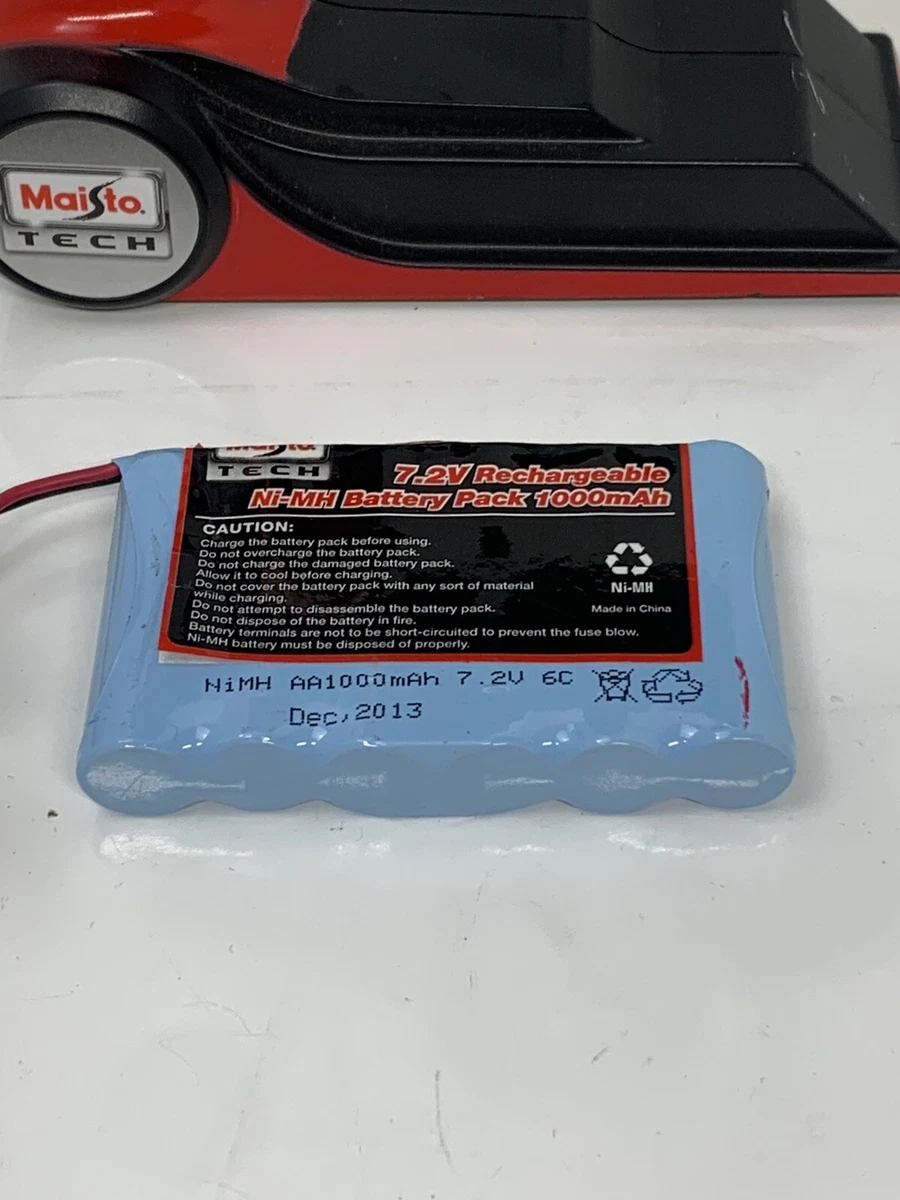 Maisto.
TECH
Maisto.
TECH
7.2V Rechargeable
Ni-MH Battery Pack 1000mAh
CAUTION:
Charge the battery pack before using.
Do not overcharge the battery pack.
Do not charge the damaged battery pack.
Allow it to cool before charging.
Do not cover the battery pack with any sort of material
while charging.
Do not attempt to disassemble the battery pack.
Do not dispose of the battery in fire.
Battery terminals are not to be short-circuited to prevent the fuse blow.
Ni-MH battery must be disposed of properly.
Ni-MH
Made in China
NiMH AA1000mAh 7.2V 6C
Dec,2013